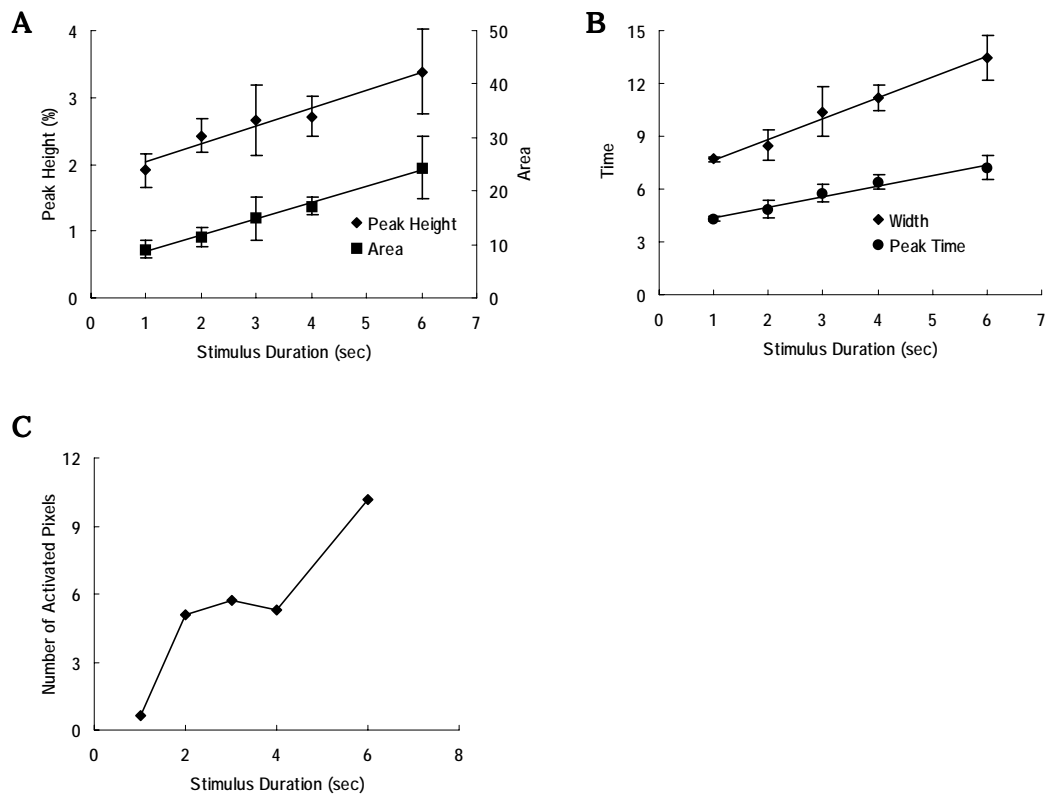 A
4
3
2
1
0
Peak Height (%)
50
40
30
20
10
0
Area
Peak Height
Area
0 1 2 3 4 5 6 7
Stimulus Duration (sec)
B
15
12
9
6
3
0
Time
Width
Peak Time
0 1 2 3 4 5 6 7
Stimulus Duration (sec)
C
12
9
6
3
0
Number of Activated Pixels
0 2 4 6 8
Stimulus Duration (sec)